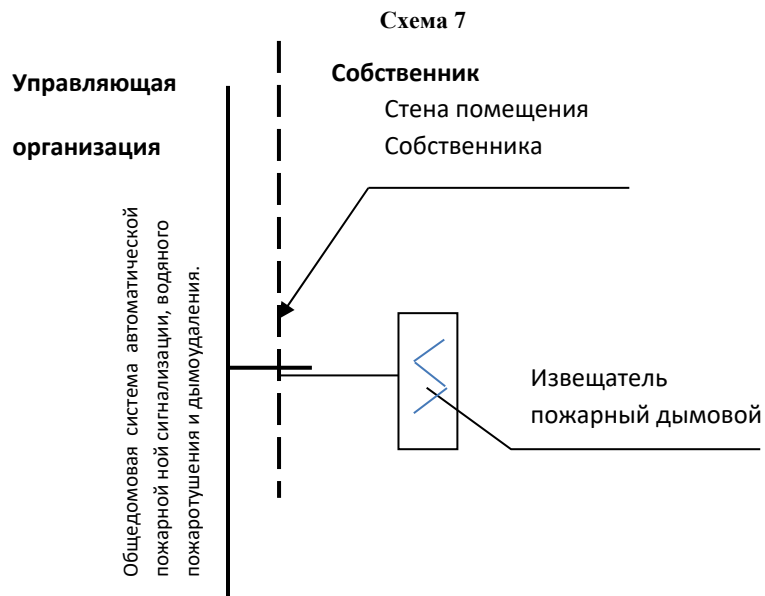 Схема 7
Управляющая
организация
Собственник
Стена помещения
Собственника
Общедомовая система автоматической
пожарной ной сигнализации, водяного
пожаротушения и дымоудаления.
Извещатель
пожарный дымовой